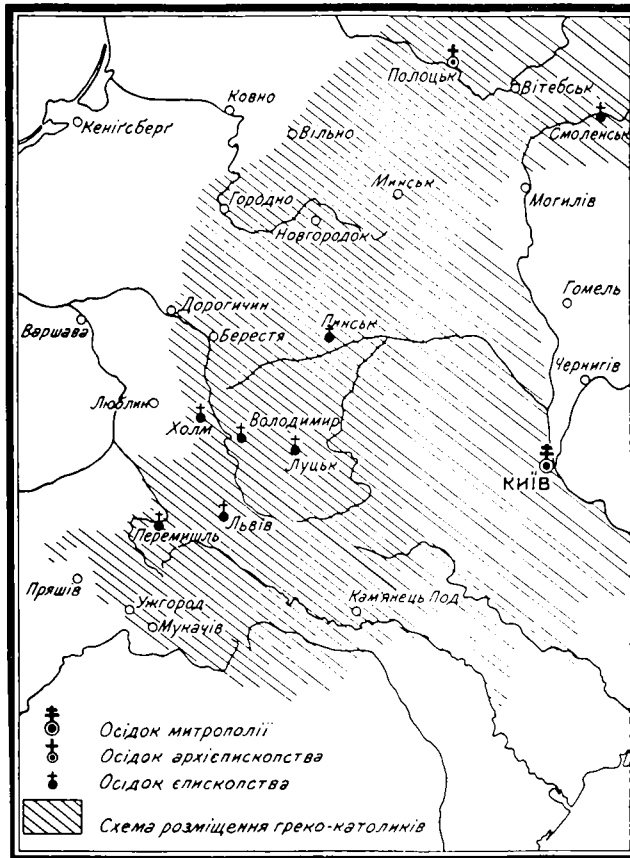 Полоцьк
Вітебськ
Ковно
Смоленськ
Кеніґсберґ
Вільно
Минськ
Могилів
Городно
Новгородок
Гомель
Дорогичин
Варшава
Берестя
Пинськ
Чернигів
Люблин
Холм
Володимир
Луцьк
КИЇВ
Львів
Перемишль
Пряшів
Ужгород
Мукачів
Кам'янець Под.
Осідок митрополії
Осідок архієпископства
Осідок єпископства
Схема розміщення греко-католиків